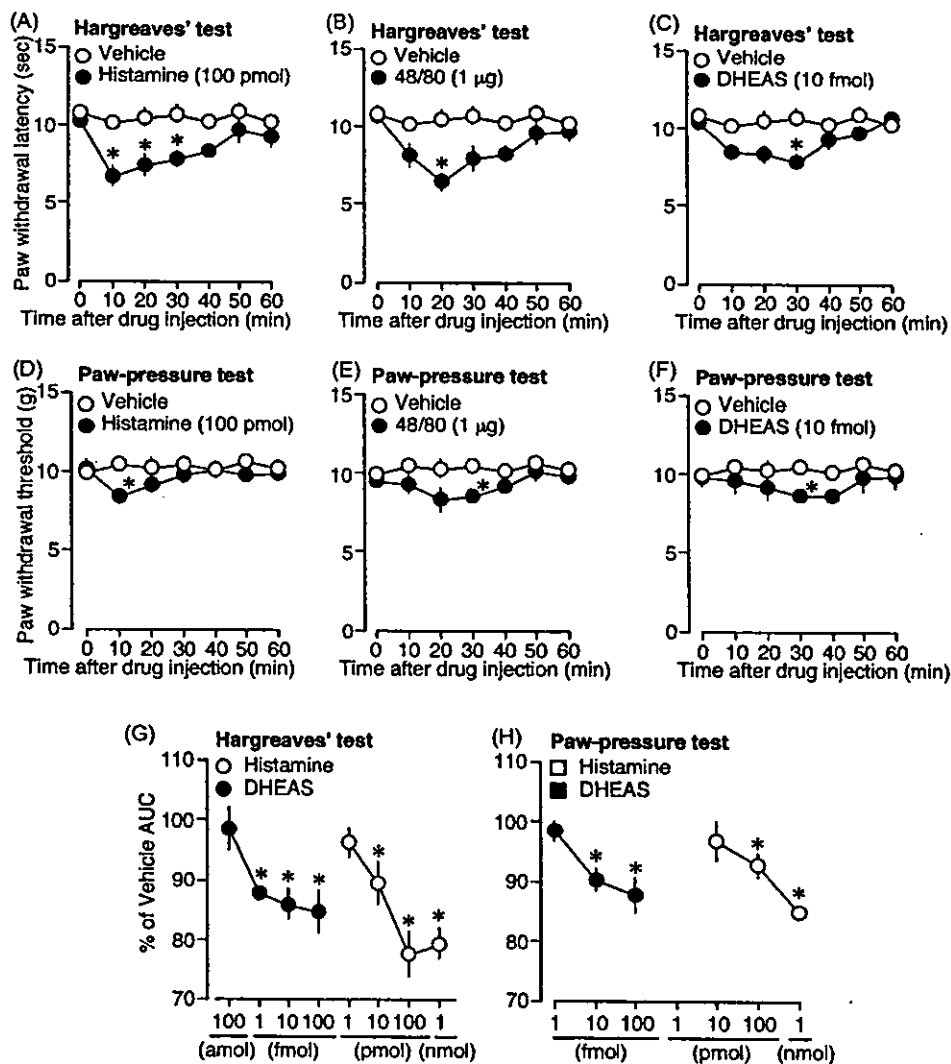 (A)
Hargreaves' test
Vehicle
Histamine (100 pmol)
Paw withdrawal latency (sec)
15
10
5
0
* * *
0 10 20 30 40 50 60
Time after drug injection (min)
(B)
Hargreaves' test
Vehicle
48/80 (1 μg)
15
10
5
0
*
0 10 20 30 40 50 60
Time after drug injection (min)
(C)
Hargreaves' test
Vehicle
DHEAS (10 fmol)
15
10
5
0
*
0 10 20 30 40 50 60
Time after drug injection (min)
(D)
Paw-pressure test
Vehicle
Histamine (100 pmol)
Paw withdrawal threshold (g)
15
10
5
0
*
0 10 20 30 40 50 60
Time after drug injection (min)
(E)
Paw-pressure test
Vehicle
48/80 (1 μg)
15
10
5
0
*
0 10 20 30 40 50 60
Time after drug injection (min)
(F)
Paw-pressure test
Vehicle
DHEAS (10 fmol)
15
10
5
0
*
0 10 20 30 40 50 60
Time after drug injection (min)
(G)
Hargreaves' test
Histamine
DHEAS
% of Vehicle AUC
110
100
90
80
70
* * * * * *
100 1 10 100 1 10 100 1
(amol) (fmol) (pmol) (nmol)
(H)
Paw-pressure test
Histamine
DHEAS
110
100
90
80
70
* * * *
1 10 100 1 10 100 1
(fmol) (pmol) (nmol)